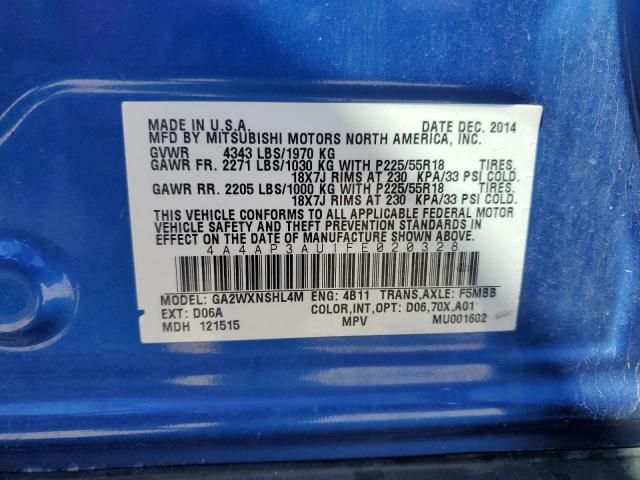 MADE IN U.S.A. DATE DEC. 2014
MFD BY MITSUBISHI MOTORS NORTH AMERICA, INC.
GVWR 4343 LBS/1970 KG
GAWR FR. 2271 LBS/1030 KG WITH P225/55R18 TIRES.
18X7J RIMS AT 230 KPA/33 PSI COLD.
GAWR RR. 2205 LBS/1000 KG WITH P225/55R18 TIRES.
18X7J RIMS AT 230 KPA/33 PSI COLD.
THIS VEHICLE CONFORMS TO ALL APPLICABLE FEDERAL MOTOR
VEHICLE SAFETY AND THEFT PREVENTION STANDARDS IN
EFFECT ON THE DATE OF MANUFACTURE SHOWN ABOVE.
4A4AP3AU1FE020328
MODEL: GA2WXNSHL4M ENG: 4B11 TRANS,AXLE: F5MBB
EXT: D06A COLOR,INT,OPT: D06,70X,A01
MDH 121515 MPV MU001602